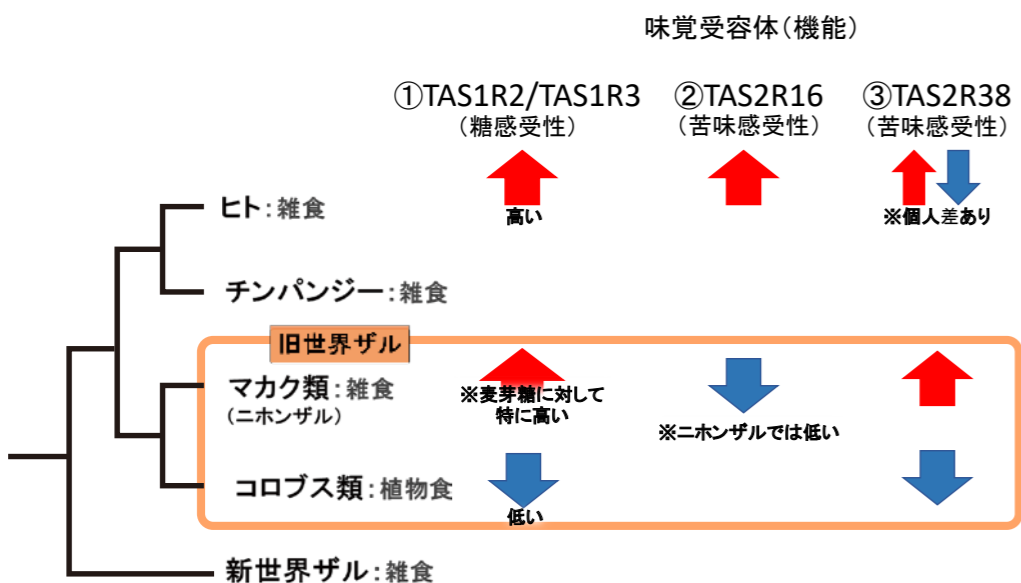 味覚受容体(機能)
①TAS1R2/TAS1R3 ②TAS2R16 ③TAS2R38
(糖感受性) (苦味感受性) (苦味感受性)
ヒト:雑食
高い
※個人差あり
チンパンジー:雑食
旧世界ザル
マカク類:雑食
(ニホンザル)
※麦芽糖に対して
特に高い
※ニホンザルでは低い
コロブス類:植物食
低い
新世界ザル:雑食